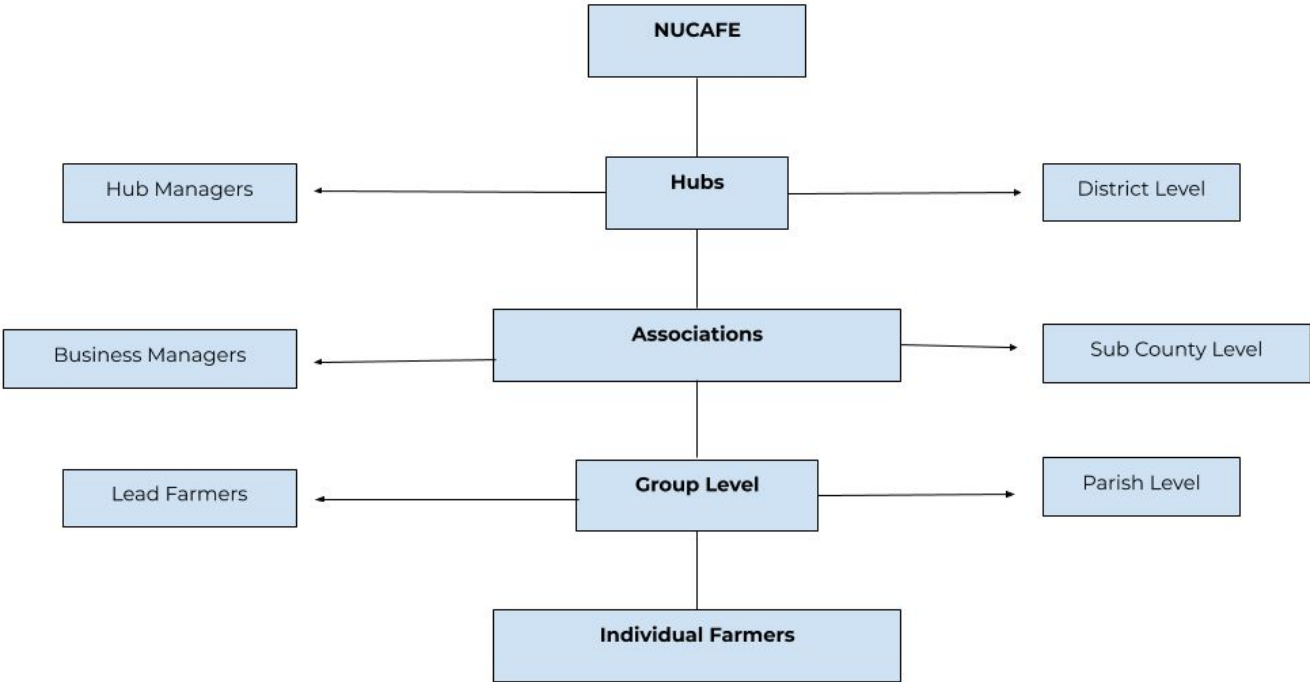 NUCAFE
Hub Managers
Hubs
District Level
Business Managers
Associations
Sub County Level
Lead Farmers
Group Level
Parish Level
Individual Farmers